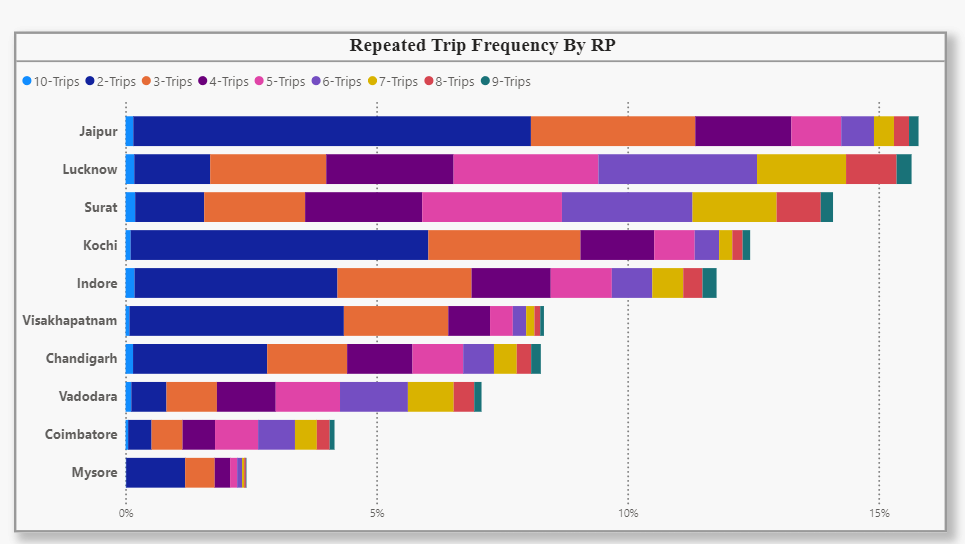 Repeated Trip Frequency By RP
10-Trips 2-Trips 3-Trips 4-Trips 5-Trips 6-Trips 7-Trips 8-Trips 9-Trips
Jaipur
Lucknow
Surat
Kochi
Indore
Visakhapatnam
Chandigarh
Vadodara
Coimbatore
Mysore
0% 5% 10% 15%